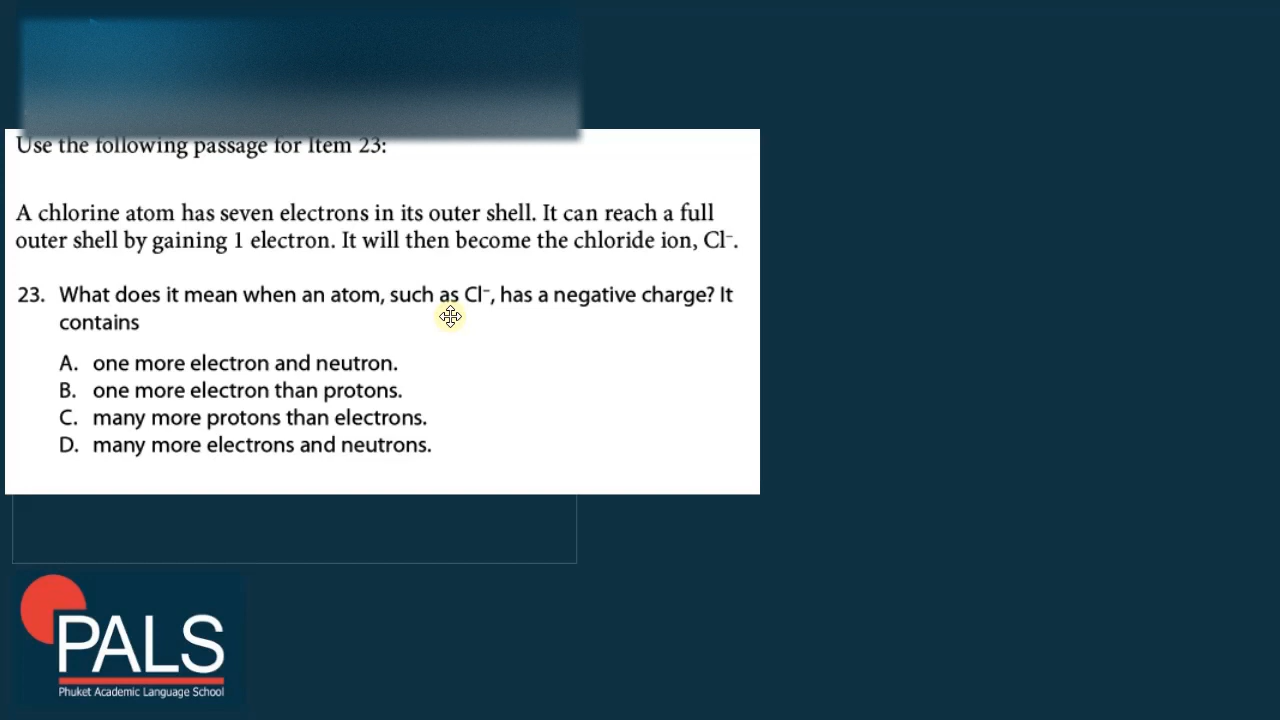 Use the following passage for Item 23:
A chlorine atom has seven electrons in its outer shell. It can reach a full
outer shell by gaining 1 electron. It will then become the chloride ion, Cl⁻.
23. What does it mean when an atom, such as Cl⁻, has a negative charge? It
contains
A. one more electron and neutron.
B. one more electron than protons.
C. many more protons than electrons.
D. many more electrons and neutrons.
PALS
Phuket Academic Language School